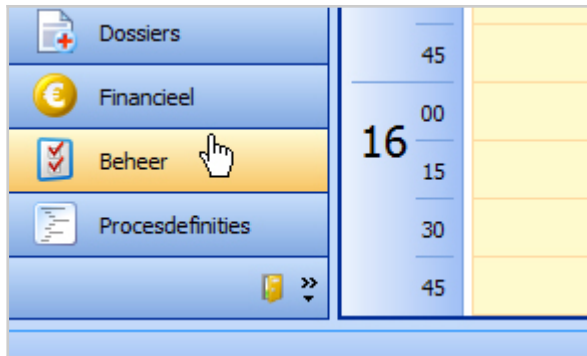 Dossiers
Financieel
Beheer
Procesdefinities
45
16 00
15
30
45